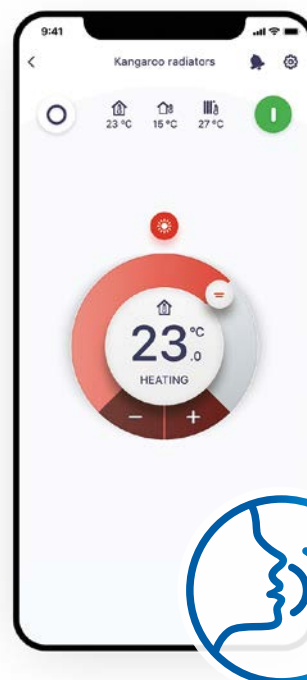 9:41
Kangaroo radiators
23 °C 15 °C 27 °C
23 °C .0
HEATING
− +